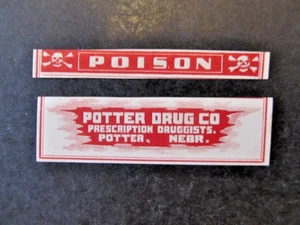 POISON
POTTER DRUG CO
PRESCRIPTION DRUGGISTS.
POTTER, NEBR.